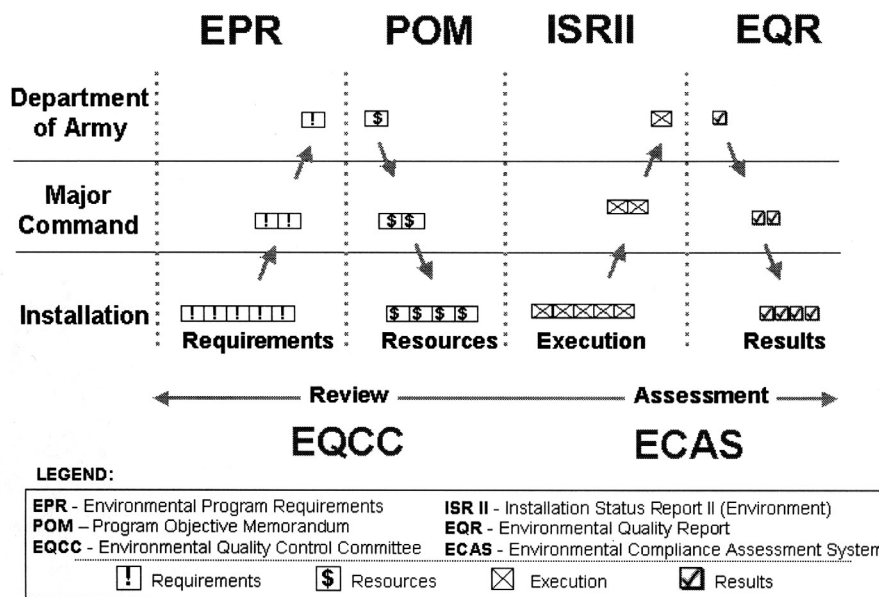 EPR POM ISRII EQR
Department
of Army
! $
Major
Command
! ! $ $
Installation
! ! ! ! ! $ $ $ $
Requirements Resources Execution Results
Review Assessment
EQCC ECAS
LEGEND:
EPR - Environmental Program Requirements ISR II - Installation Status Report II (Environment)
POM – Program Objective Memorandum EQR - Environmental Quality Report
EQCC - Environmental Quality Control Committee ECAS - Environmental Compliance Assessment System
! Requirements $ Resources Execution Results